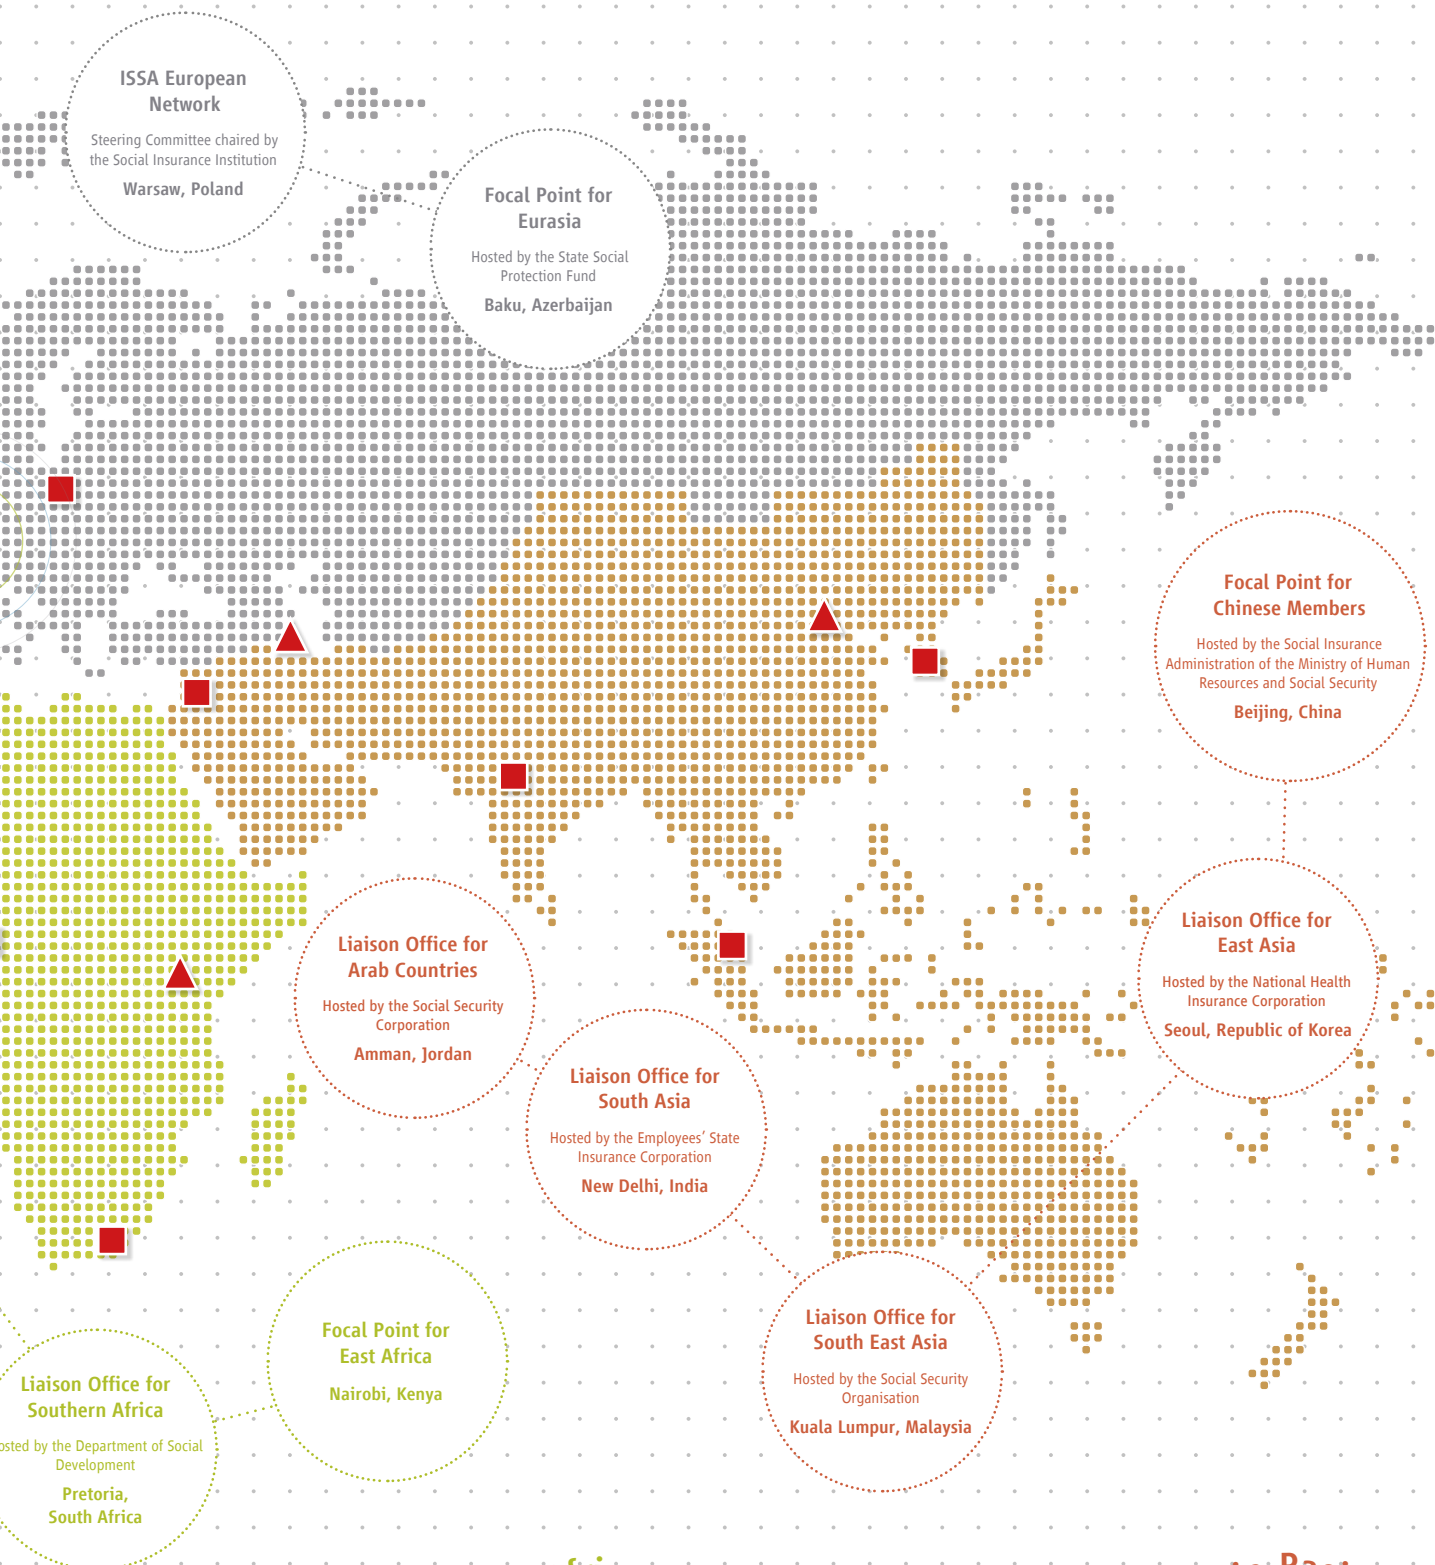 ISSA European
Network
Steering Committee chaired by
the Social Insurance Institution
Warsaw, Poland
Focal Point for
Eurasia
Hosted by the State Social
Protection Fund
Baku, Azerbaijan
Focal Point for
Chinese Members
Hosted by the Social Insurance
Administration of the Ministry of Human
Resources and Social Security
Beijing, China
Liaison Office for
East Asia
Hosted by the National Health
Insurance Corporation
Seoul, Republic of Korea
Liaison Office for
Arab Countries
Hosted by the Social Security
Corporation
Amman, Jordan
Liaison Office for
South Asia
Hosted by the Employees’ State
Insurance Corporation
New Delhi, India
Liaison Office for
South East Asia
Hosted by the Social Security
Organisation
Kuala Lumpur, Malaysia
Focal Point for
East Africa
Nairobi, Kenya
Liaison Office for
Southern Africa
osted by the Department of Social
Development
Pretoria,
South Africa